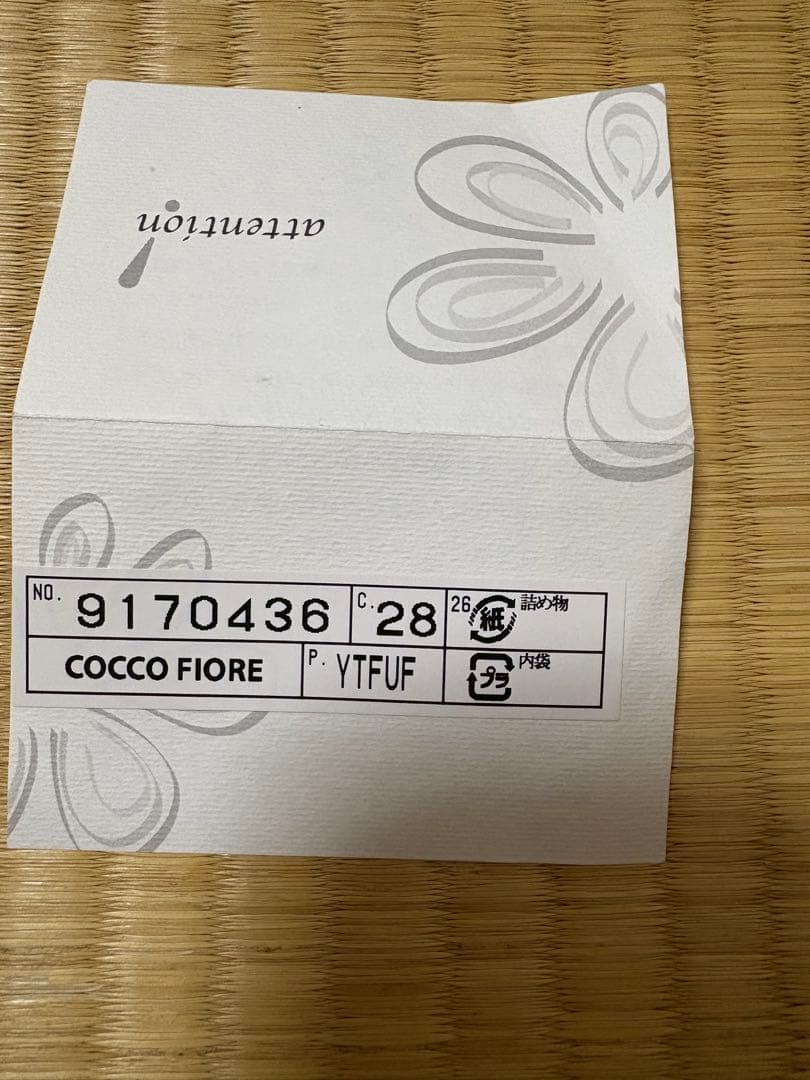 attention!
NO. 9170436 C. 28 26 紙 詰め物
COCCO FIORE P. YTFUF プラ 内袋